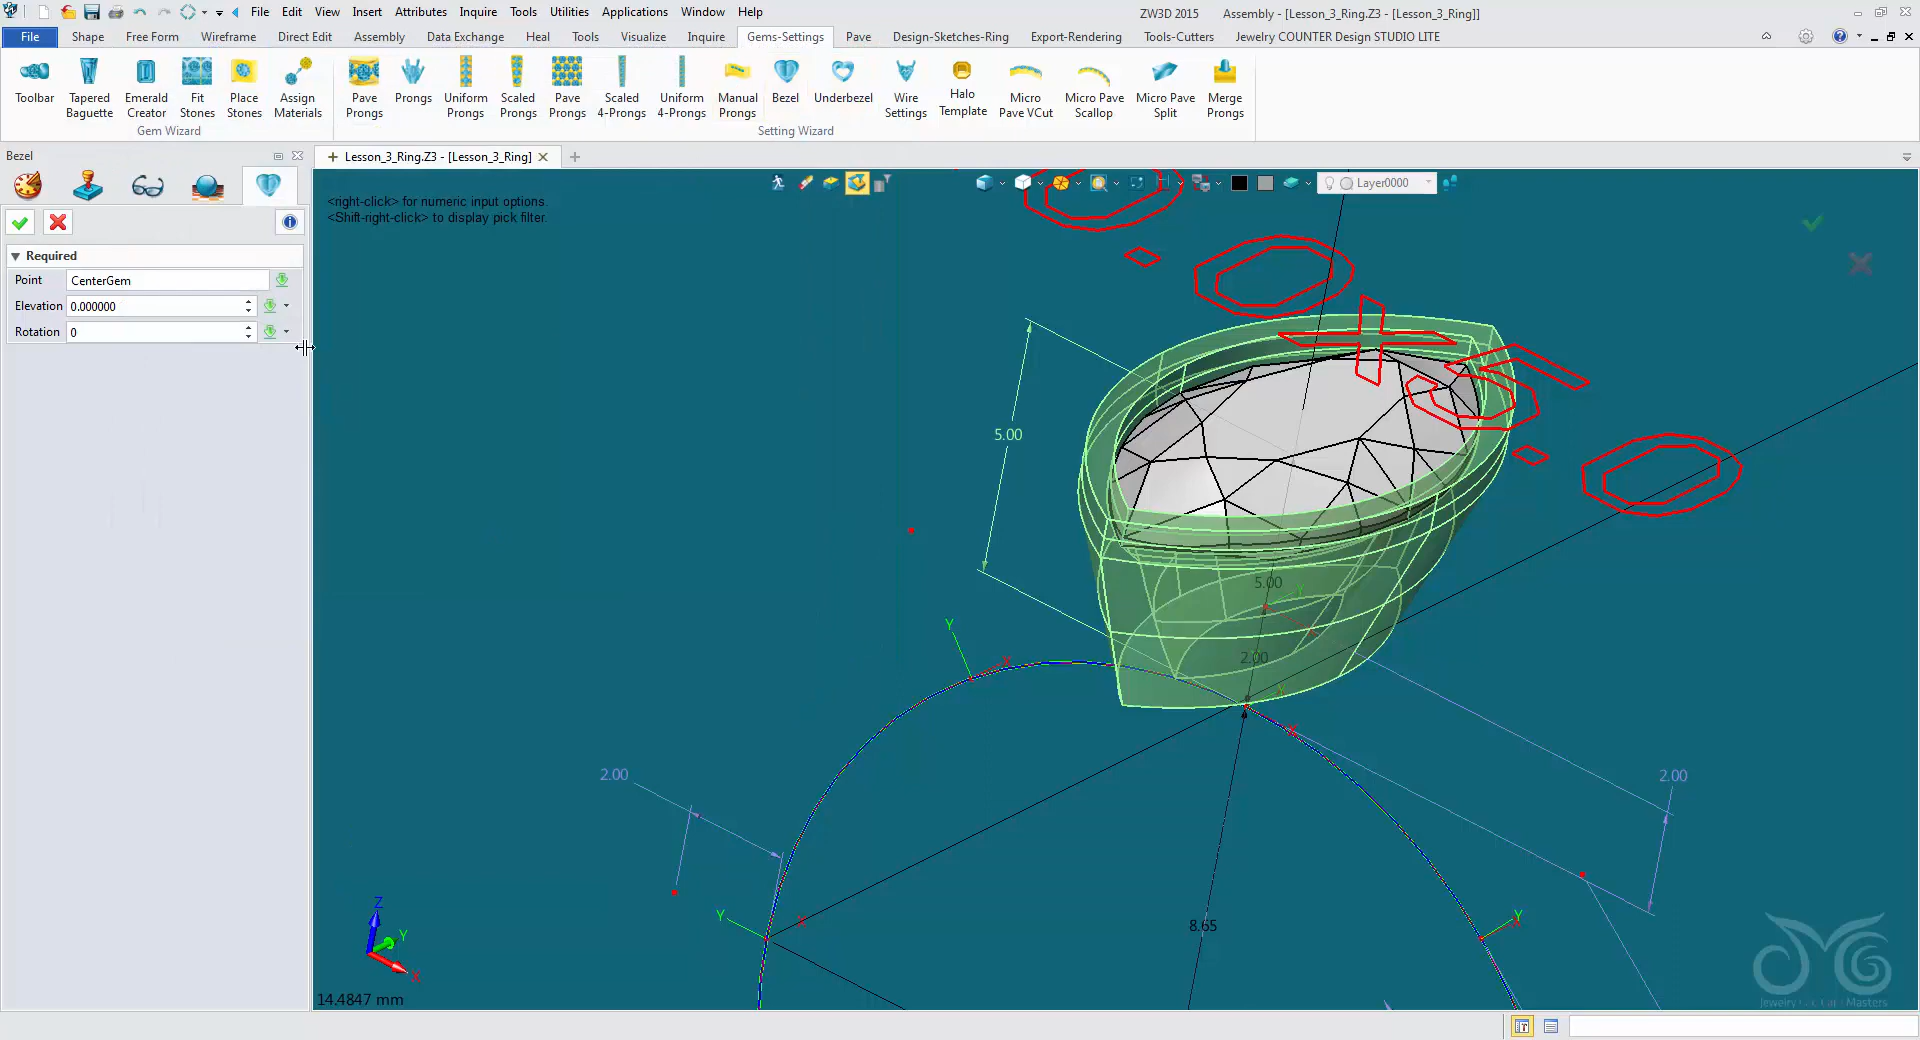 File Edit View Insert Attributes Inquire Tools Utilities Applications Window Help
ZW3D 2015 Assembly - [Lesson_3_Ring.Z3 - [Lesson_3_Ring]]
File Shape Free Form Wireframe Direct Edit Assembly Data Exchange Heal Tools Visualize Inquire Gems-Settings Pave Design-Sketches-Ring Export-Rendering Tools-Cutters Jewelry COUNTER Design STUDIO LITE
Toolbar
Tapered Baguette
Emerald Creator
Fit Stones
Place Stones
Assign Materials
Pave Prongs
Prongs
Uniform Prongs
Scaled Prongs
Pave Prongs
Scaled 4-Prongs
Uniform 4-Prongs
Manual Prongs
Bezel
Underbezel
Wire Settings
Halo Template
Micro Pave VCut
Micro Pave Scallop
Micro Pave Split
Merge Prongs
Gem Wizard
Setting Wizard
Bezel
Lesson_3_Ring.Z3 - [Lesson_3_Ring]
<right-click> for numeric input options.
<Shift-right-click> to display pick filter.
Layer0000
Required
Point CenterGem
Elevation 0.000000
Rotation 0
5.00
5.00
2.00
2.00
2.00
8.65
Y
X
Y
X
Y
X
X
Y
X
Z
Y
X
14.4847 mm